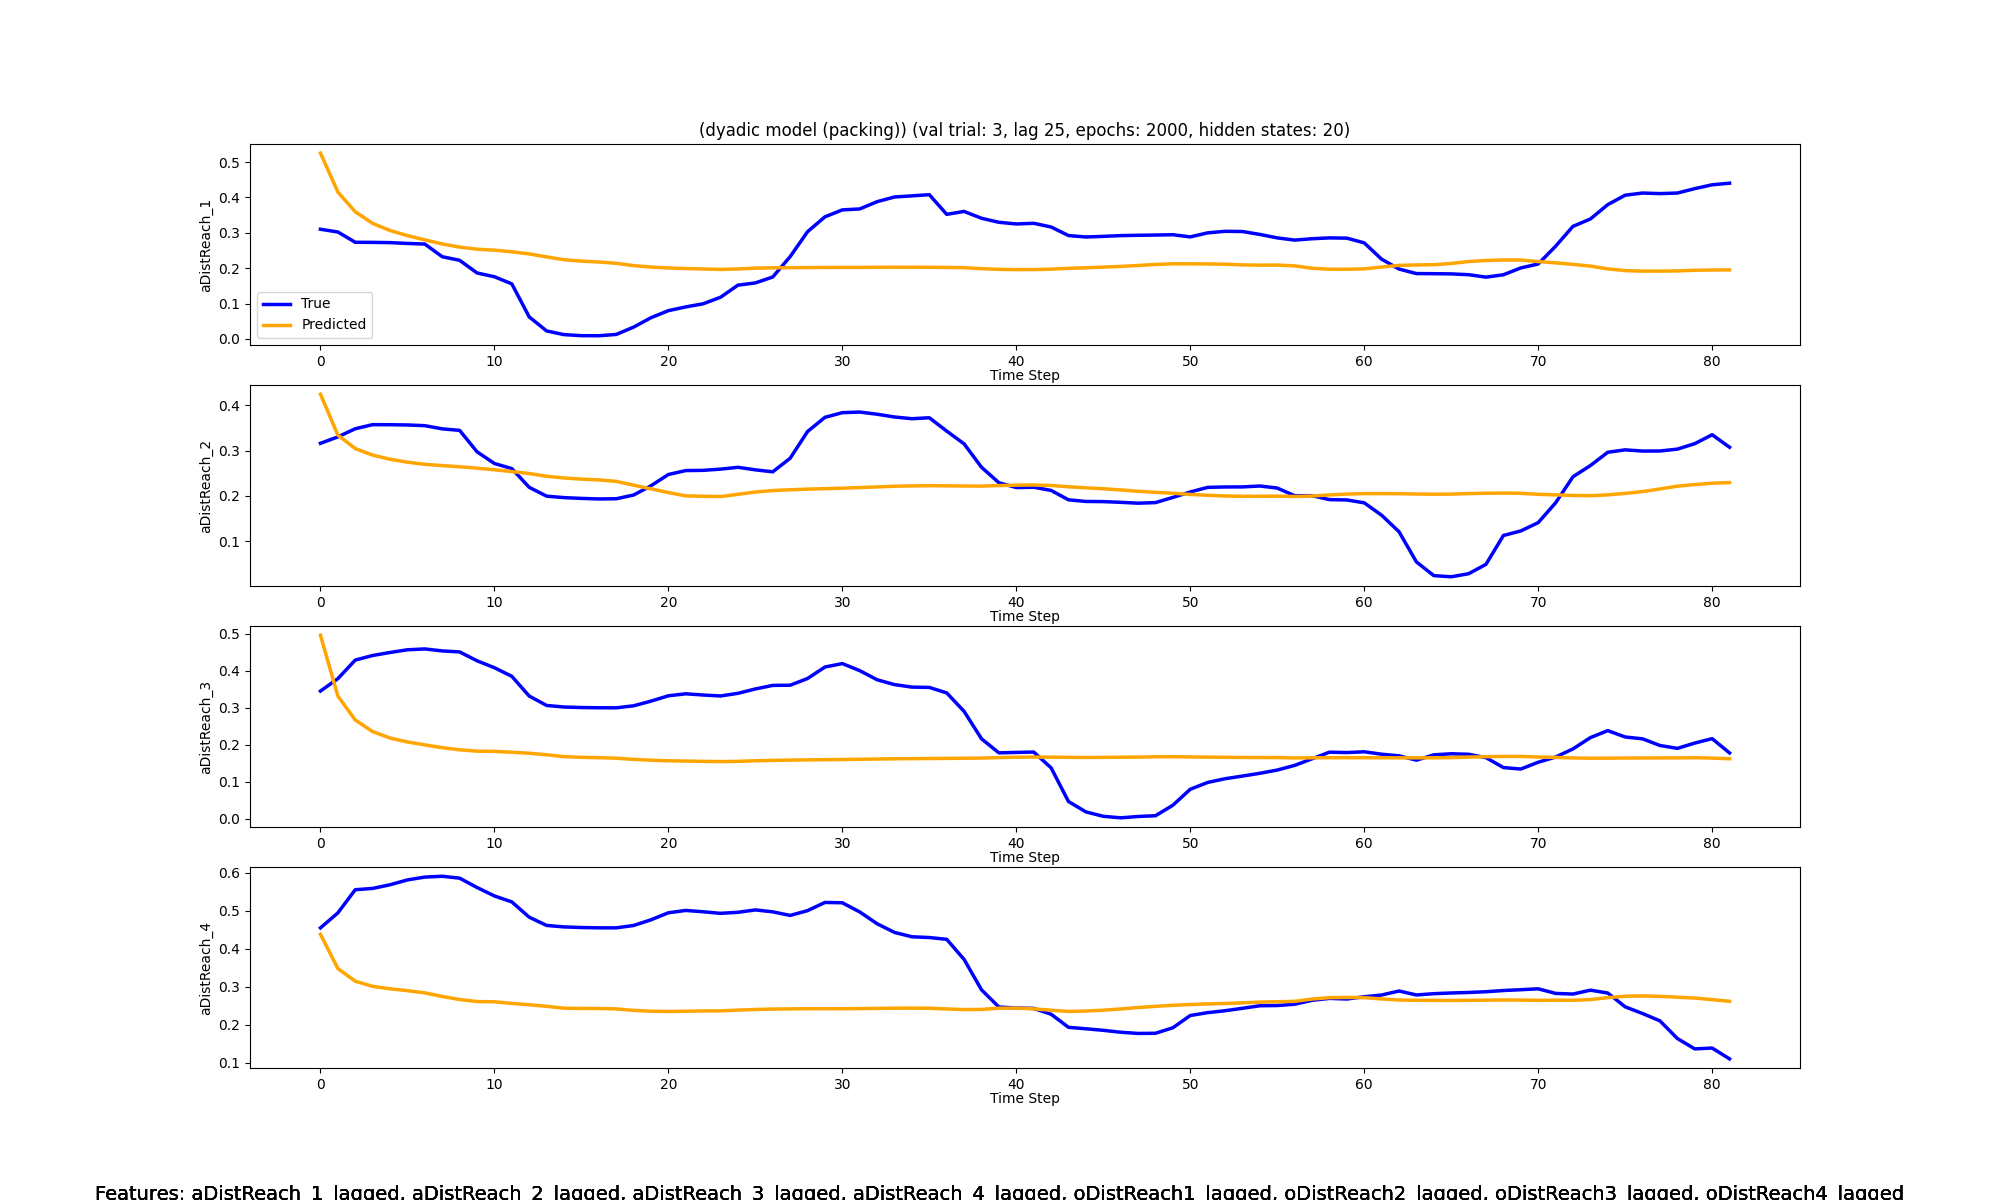 (dyadic model (packing)) (val trial: 3, lag 25, epochs: 2000, hidden states: 20)
0.5
0.4
0.3
0.2
0.1
0.0
aDistReach_1
True
Predicted
0 10 20 30 40 50 60 70 80
Time Step
0.4
0.3
0.2
0.1
aDistReach_2
0 10 20 30 40 50 60 70 80
Time Step
0.5
0.4
0.3
0.2
0.1
0.0
aDistReach_3
0 10 20 30 40 50 60 70 80
Time Step
0.6
0.5
0.4
0.3
0.2
0.1
aDistReach_4
0 10 20 30 40 50 60 70 80
Time Step
Features: aDistReach_1_lagged, aDistReach_2_lagged, aDistReach_3_lagged, aDistReach_4_lagged, oDistReach1_lagged, oDistReach2_lagged, oDistReach3_lagged, oDistReach4_lagged